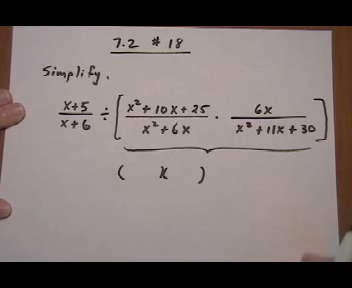 7.2 # 18
Simplify.
x+5 / x+6 ÷ [ x²+10x+25 / x²+6x · 6x / x²+11x+30 ]
( x )